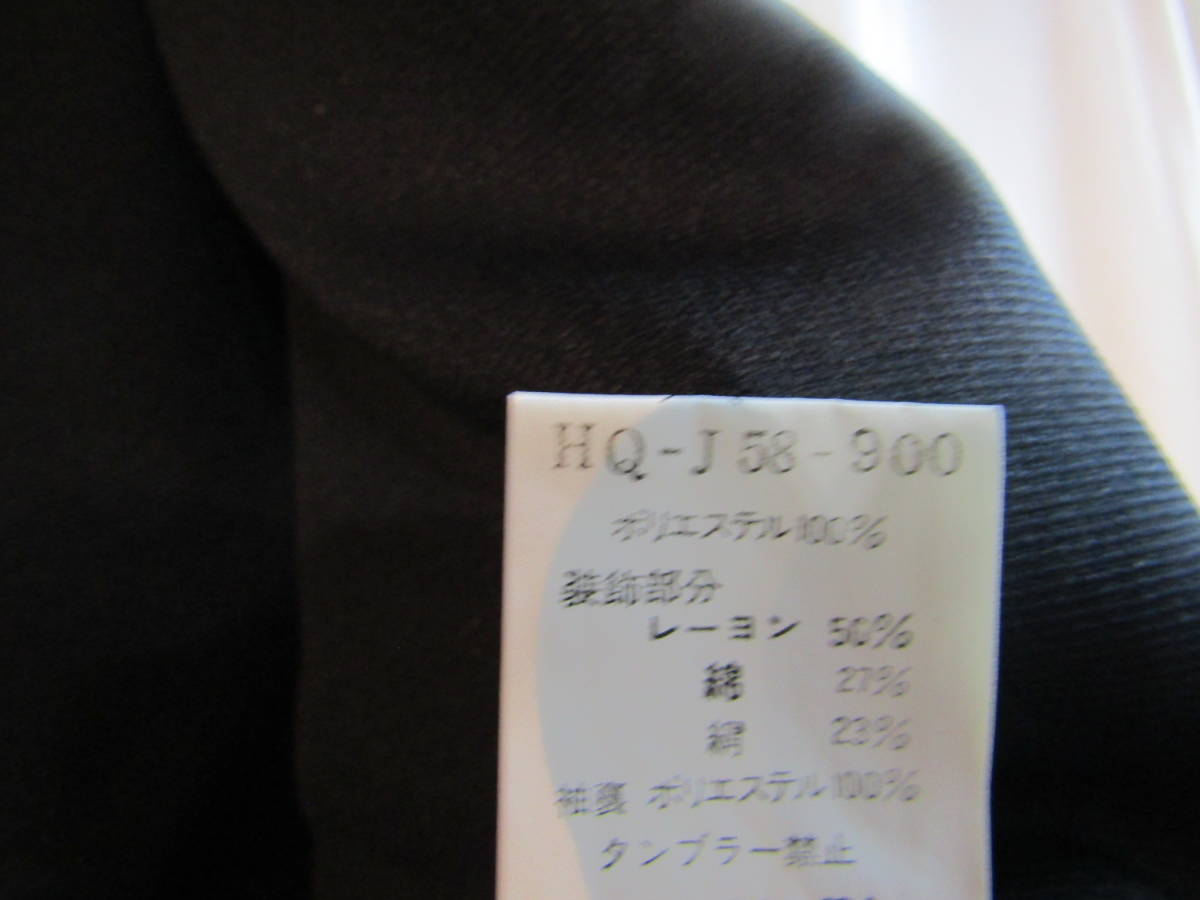 HQ-J 58-900
ポリエステル100%
装飾部分
レーヨン 50%
綿 27%
23%
袖裏 ポリエステル100%
タンブラー禁止